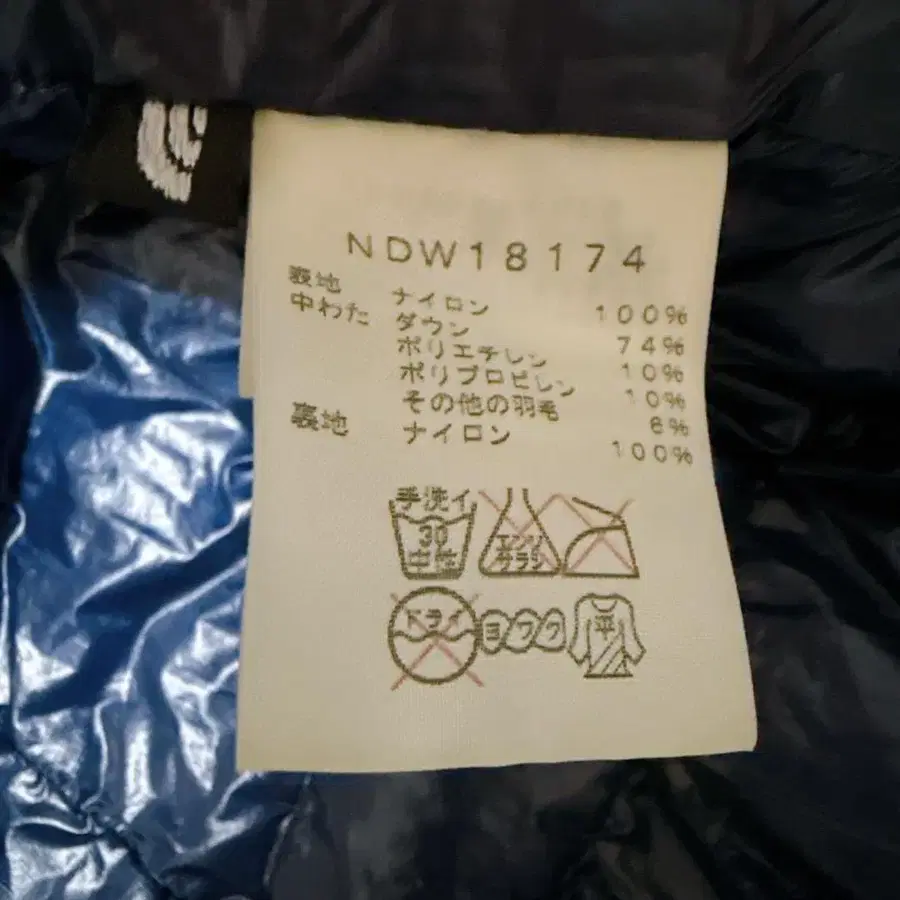 NDW18174
表地 ナイロン 100%
中わた ダウン 74%
ポリエチレン 10%
ポリプロピレン 10%
その他の羽毛 6%
裏地 ナイロン 100%
手洗イ
30
中性
エンソ
サラシ
ドライ
ヨワク
平